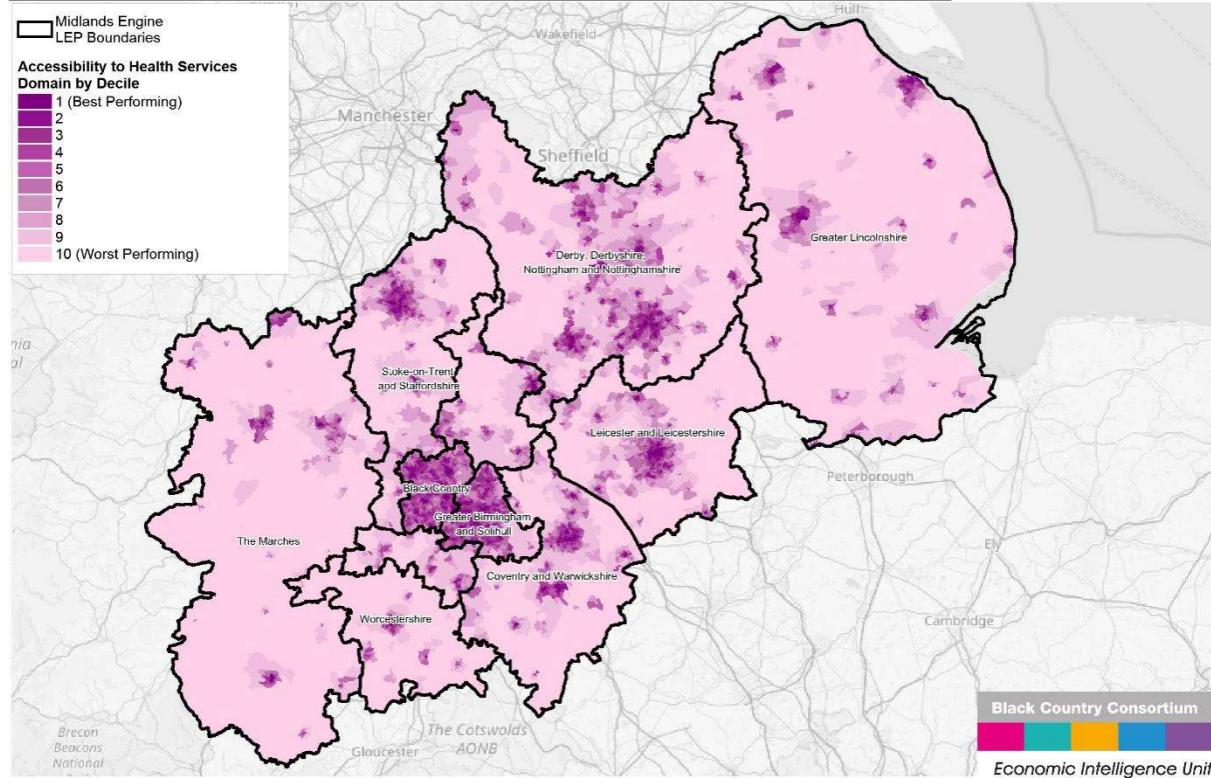 Midlands Engine
LEP Boundaries
Accessibility to Health Services
Domain by Decile
1 (Best Performing)
2
3
4
5
6
7
8
9
10 (Worst Performing)
Hull
Wakefield
Manchester
Sheffield
Greater Lincolnshire
Derby, Derbyshire,
Nottingham and Nottinghamshire
Stoke-on-Trent
and Staffordshire
Leicester and Leicestershire
Peterborough
Black Country
Greater Birmingham
and Solihull
The Marches
Ely
Coventry and Warwickshire
Worcestershire
Cambridge
The Cotswolds
AONB
Gloucester
Brecon
Beacons
National
Black Country Consortium
Economic Intelligence Unit